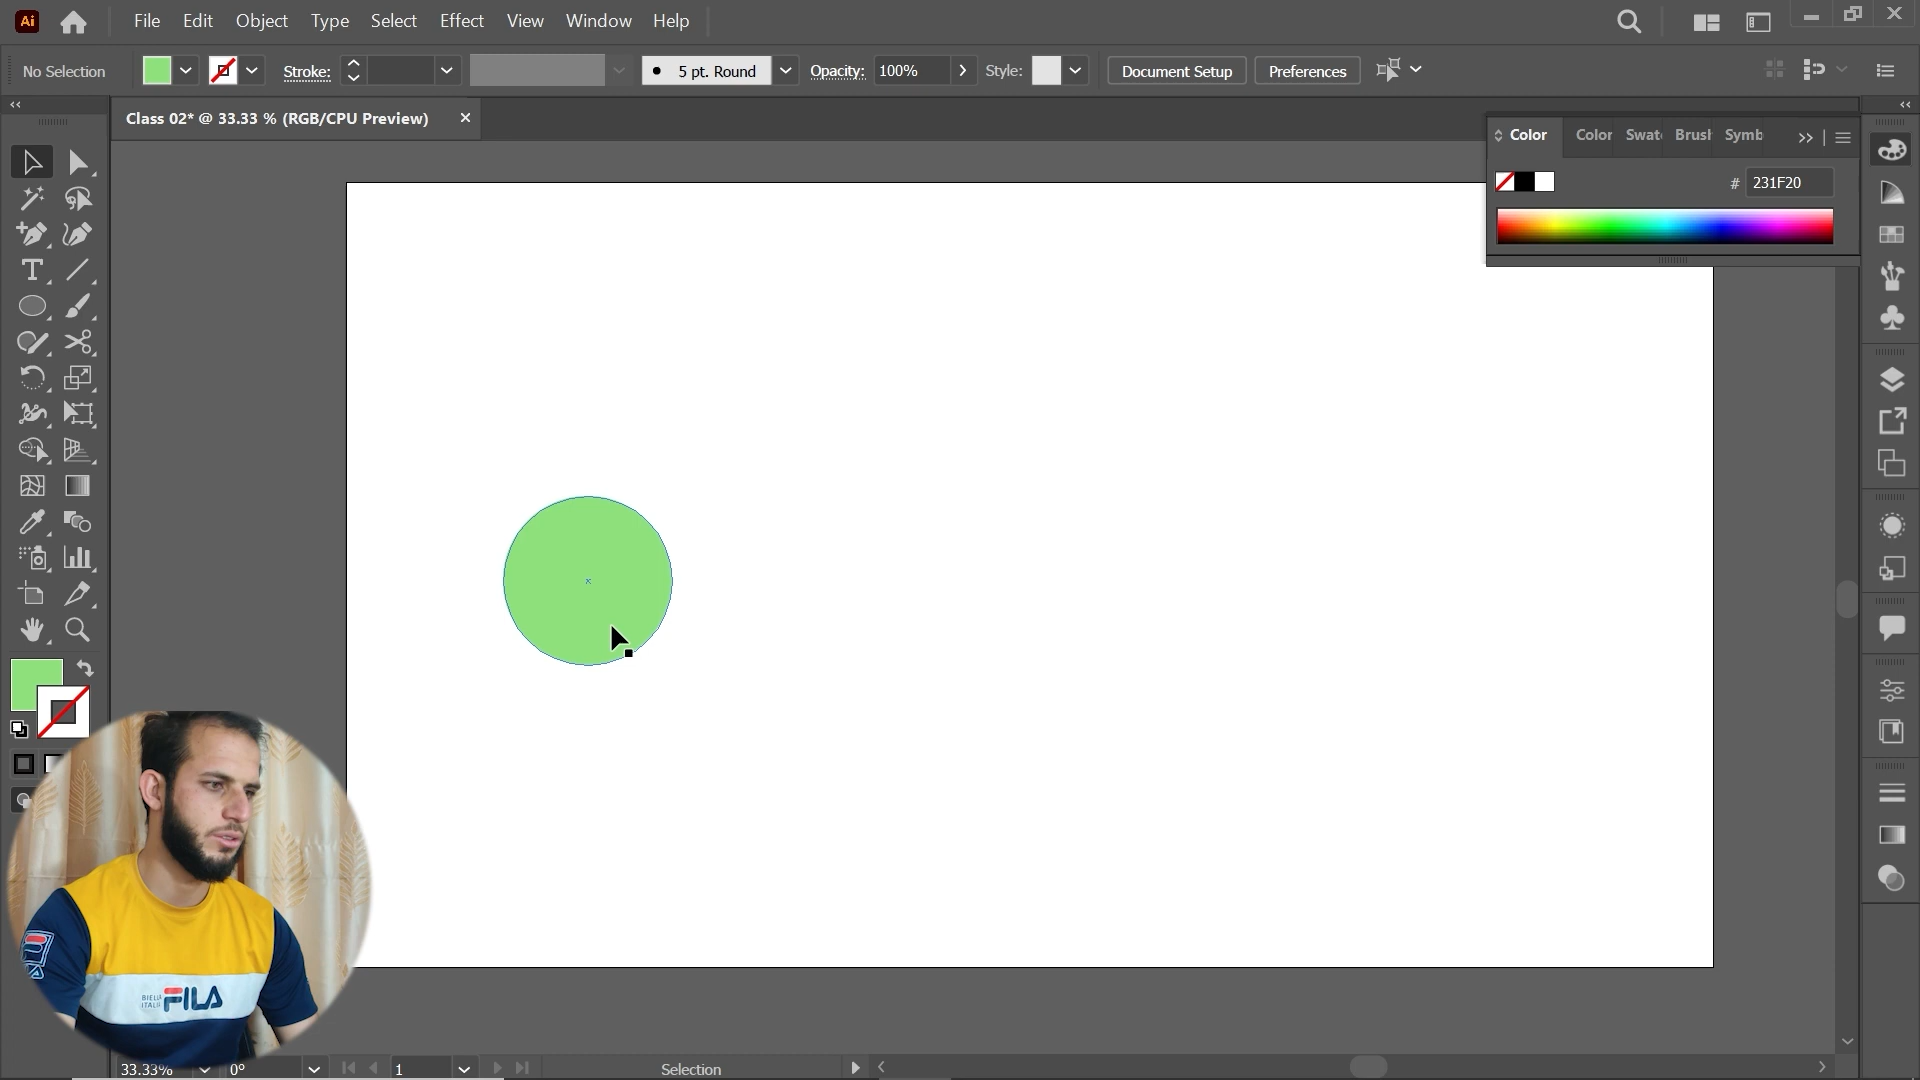 Ai
File Edit Object Type Select Effect View Window Help
No Selection
Stroke:
5 pt. Round
Opacity: 100%
Style:
Document Setup
Preferences
Class 02* @ 33.33 % (RGB/CPU Preview)
Color Color Swat Brush Symb
# 231F20
T
33.33%
0°
1
Selection
BIELLA
ITALIA
FILA